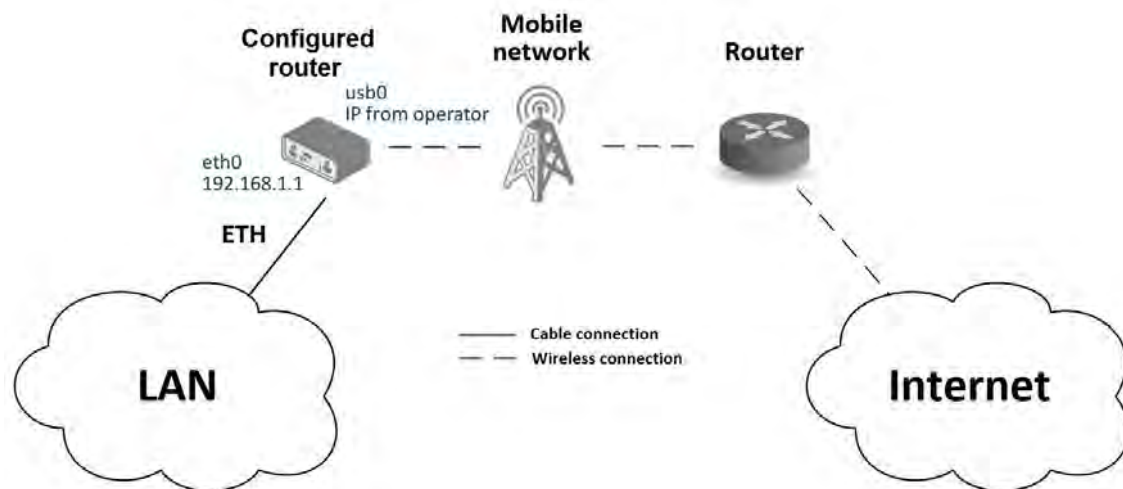 Configured
router
Mobile
network
Router
usb0
IP from operator
eth0
192.168.1.1
ETH
LAN
Cable connection
Wireless connection
Internet